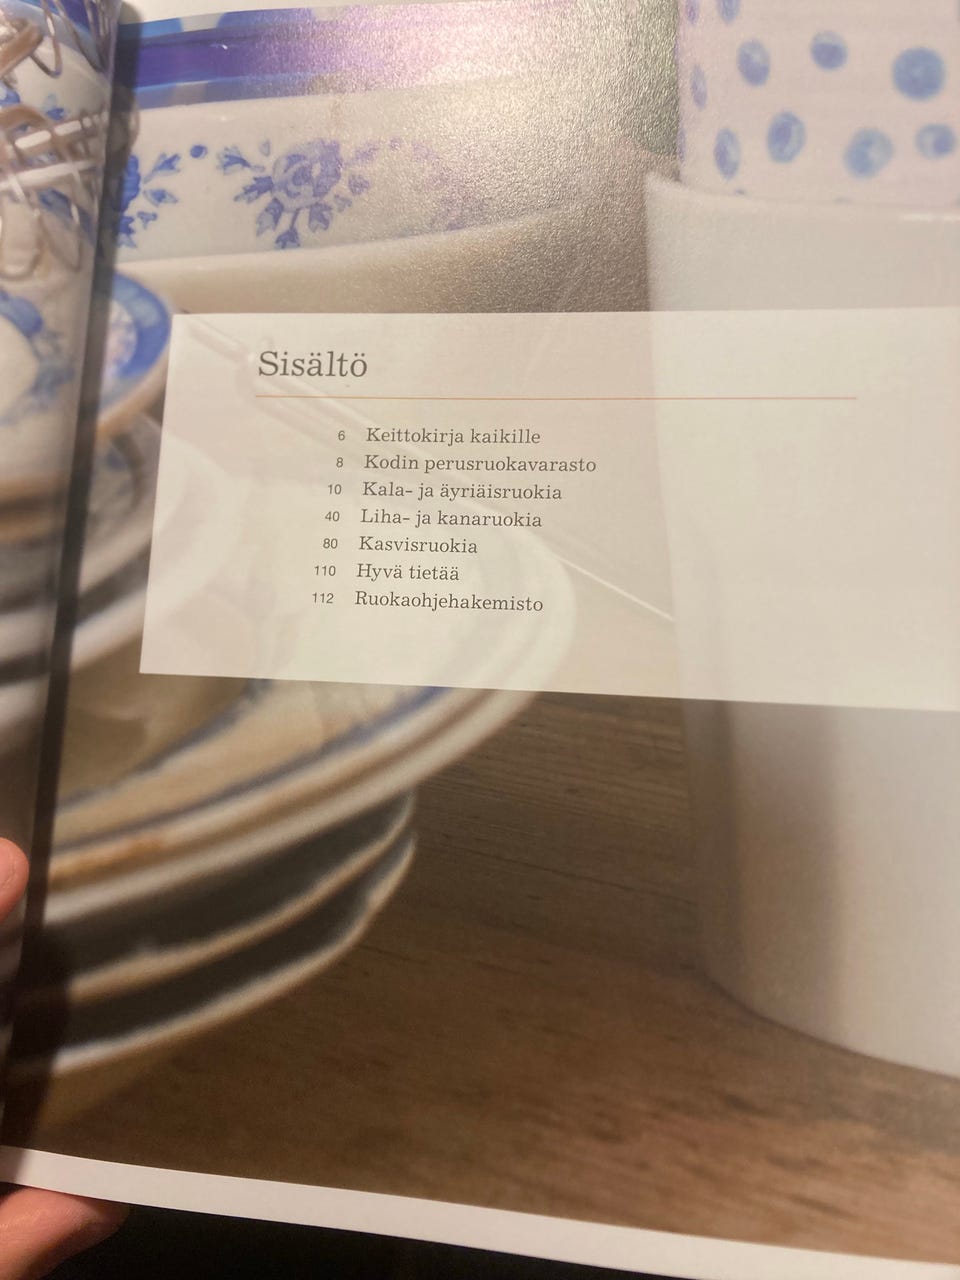 Sisältö
6 Keittokirja kaikille
8 Kodin perusruokavarasto
10 Kala- ja äyriäisruokia
40 Liha- ja kanaruokia
80 Kasvisruokia
110 Hyvä tietää
112 Ruokaohjehakemisto